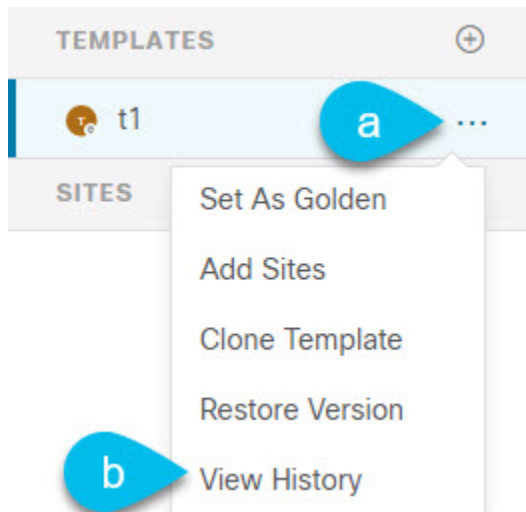 TEMPLATES
T t1 a ...
SITES
Set As Golden
Add Sites
Clone Template
Restore Version
b View History